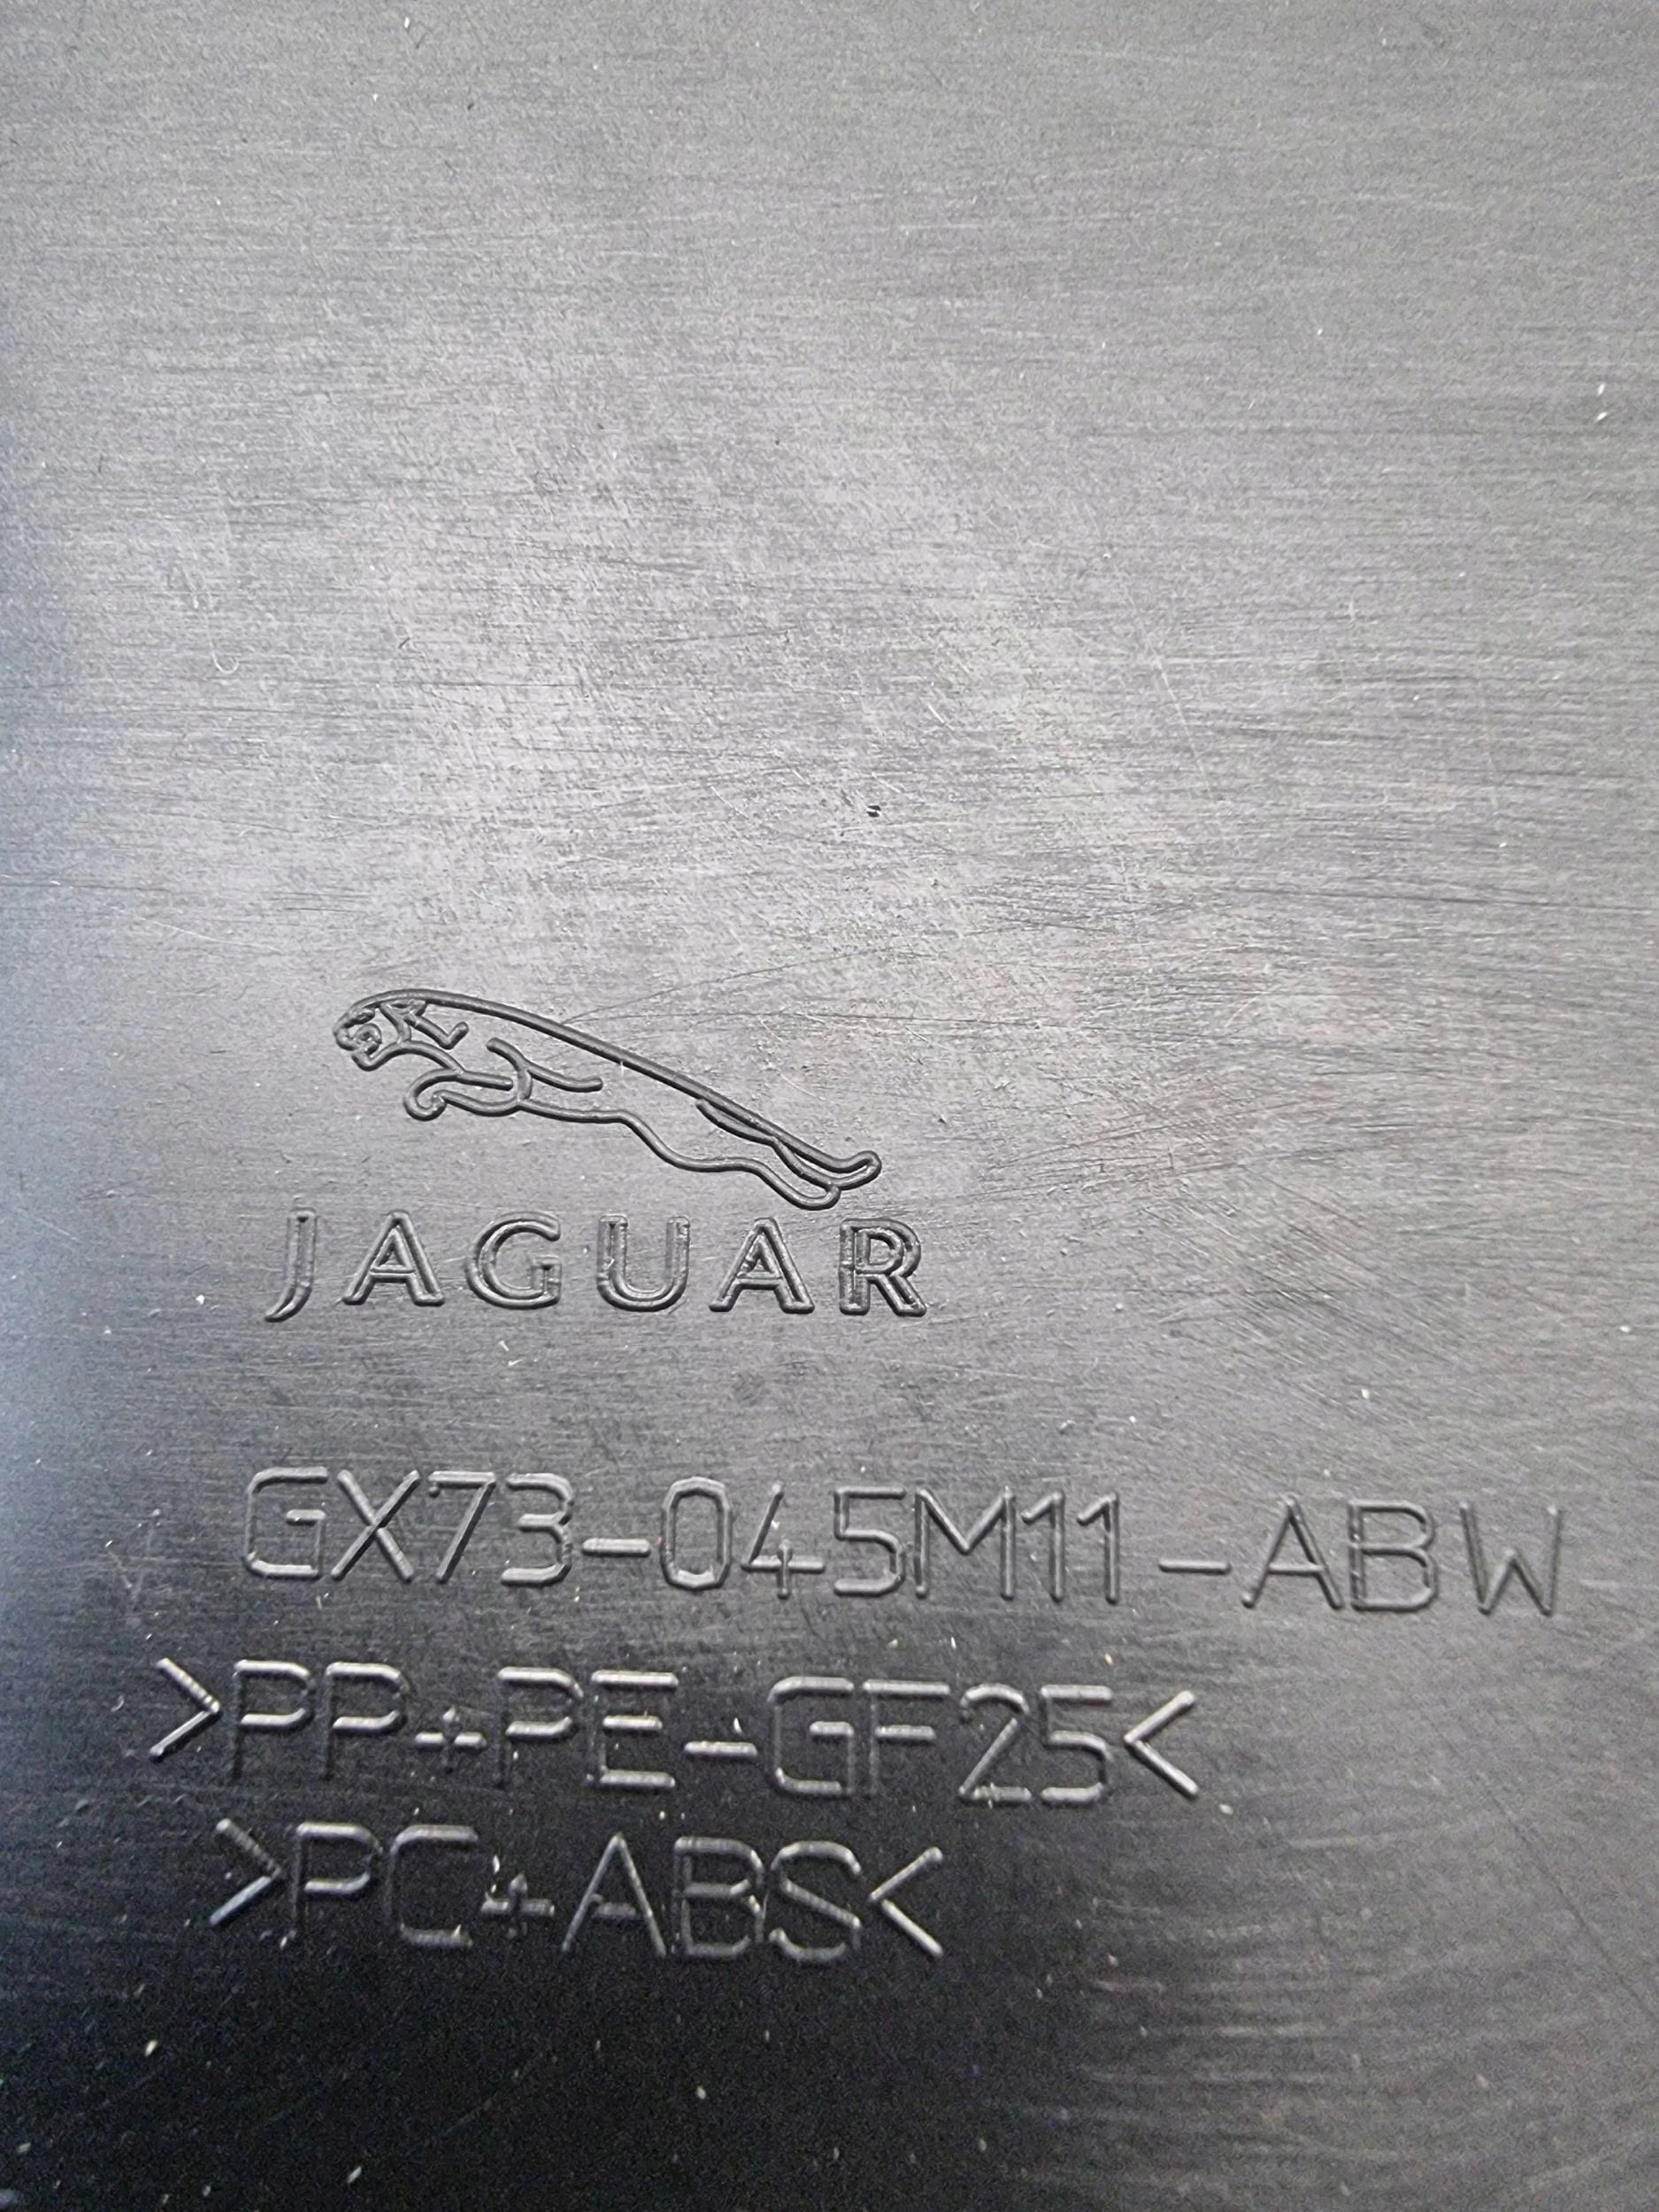 JAGUAR
GX73-045M11-ABW
>PP+PE-GF25<
>PC+ABS<